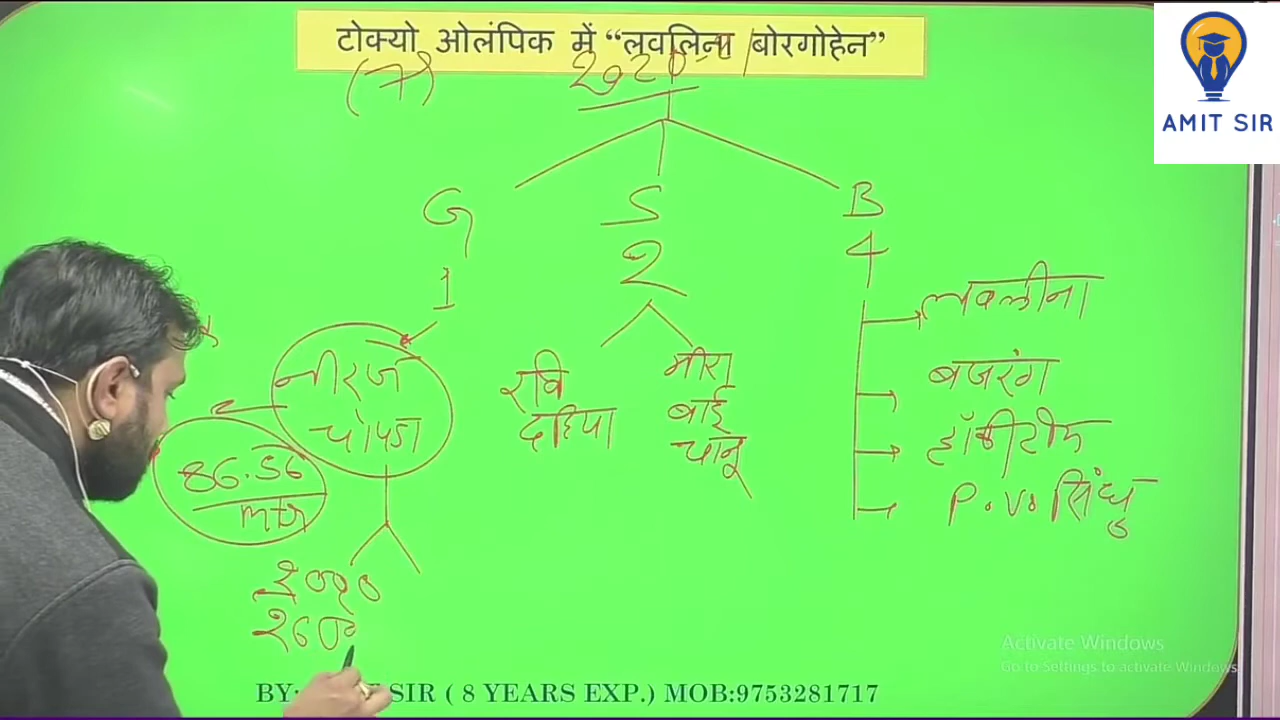 टोक्यो ओलंपिक में “लवलिना बोरगोहेन”
AMIT SIR
(7)
2020
G
S
B
1
2
4
नीरज
चोपडा
रवि
दहिया
मीरा
बाई
चानू
लवलीना
बजरंग
हॉकी टीम
P.V. सिंधु
86.56
mtr
2020
Activate Windows
Go to Settings to activate Windows.
BY: SIR ( 8 YEARS EXP.) MOB:9753281717